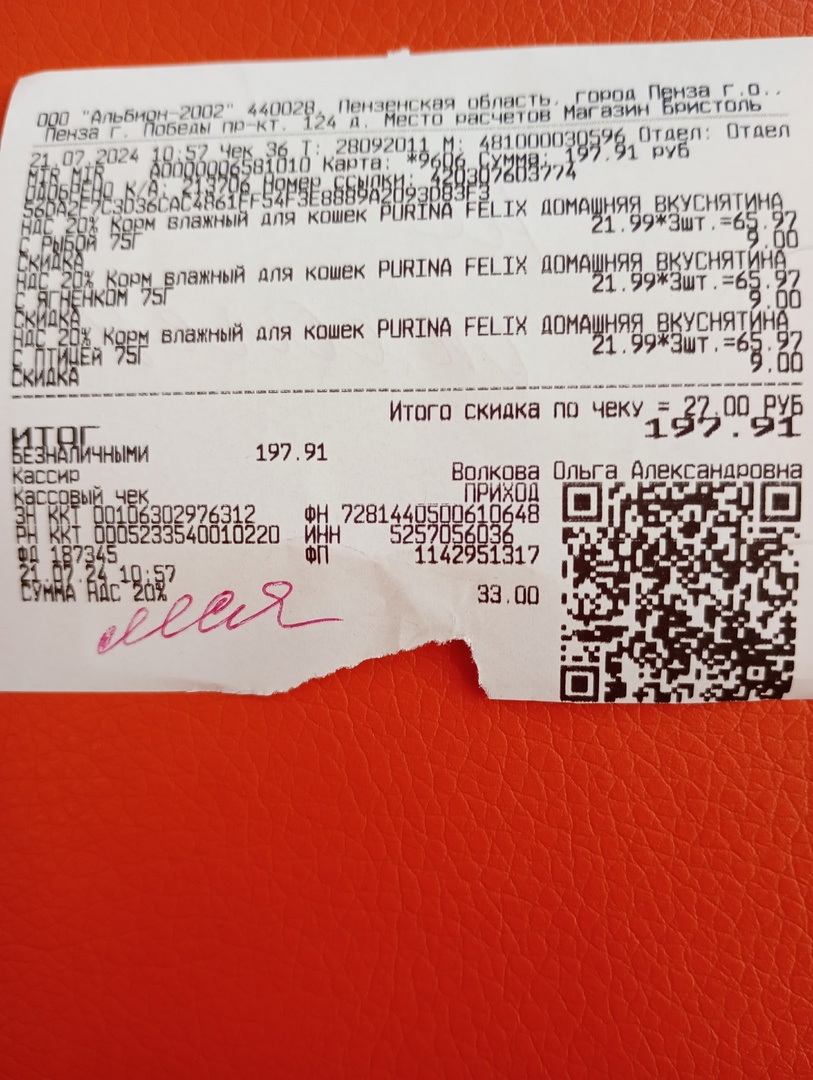 ООО "Альбион-2002" 440028, Пензенская область, город Пенза г.о.,
Пенза г. Победы пр-кт. 124 д. Место расчетов Магазин Бристоль
21.07.2024 10:57 Чек 36 Т: 28092011 М: 481000030596 Отдел: Отдел
MIR MIR A0000006581010 Карта: *9606 Сумма: 197.91 руб
ОДОБРЕНО К/А: 213706 Номер ссылки: 420307603774
56DA2F7C3D36CAC4861FF54F3E8889A2D93D83F3
НДС 20% Корм влажный для кошек PURINA FELIX ДОМАШНЯЯ ВКУСНЯТИНА
С РЫБОЙ 75Г 21.99*3шт.=65.97
СКИДКА 9.00
НДС 20% Корм влажный для кошек PURINA FELIX ДОМАШНЯЯ ВКУСНЯТИНА
С ЯГНЕНКОМ 75Г 21.99*3шт.=65.97
СКИДКА 9.00
НДС 20% Корм влажный для кошек PURINA FELIX ДОМАШНЯЯ ВКУСНЯТИНА
С ПТИЦЕЙ 75Г 21.99*3шт.=65.97
СКИДКА 9.00
Итого скидка по чеку = 27.00 РУБ
ИТОГ 197.91
БЕЗНАЛИЧНЫМИ 197.91
Кассир Волкова Ольга Александровна
Кассовый чек ПРИХОД
ЗН ККТ 00106302976312 ФН 7281440500610648
РН ККТ 0005233540010220 ИНН 5257056036
ФД 187345 ФП 1142951317
21.07.24 10:57
СУММА НДС 20% 33.00